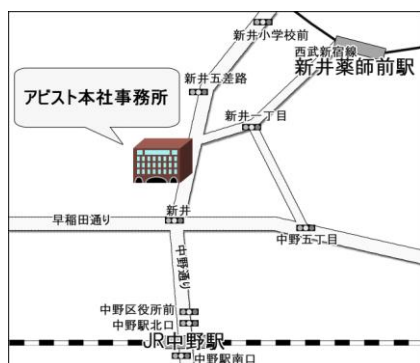 新井小学校前
西武新宿線
新井薬師前駅
新井五差路
アビスト本社事務所
新井一丁目
新井
早稲田通り
中野五丁目
中野通り
中野区役所前
中野駅北口
JR中野駅
中野駅南口